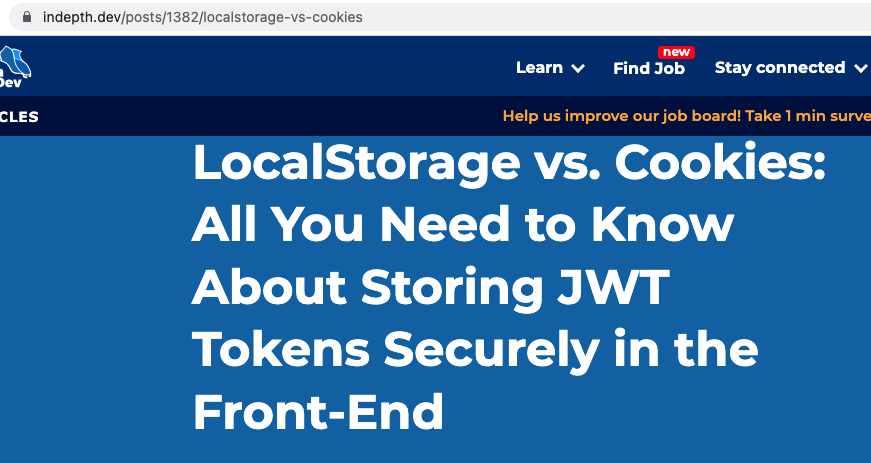 indepth.dev/posts/1382/localstorage-vs-cookies
new
Dev
Learn
Find Job
Stay connected
CLES
Help us improve our job board! Take 1 min surve
LocalStorage vs. Cookies:
All You Need to Know
About Storing JWT
Tokens Securely in the
Front-End